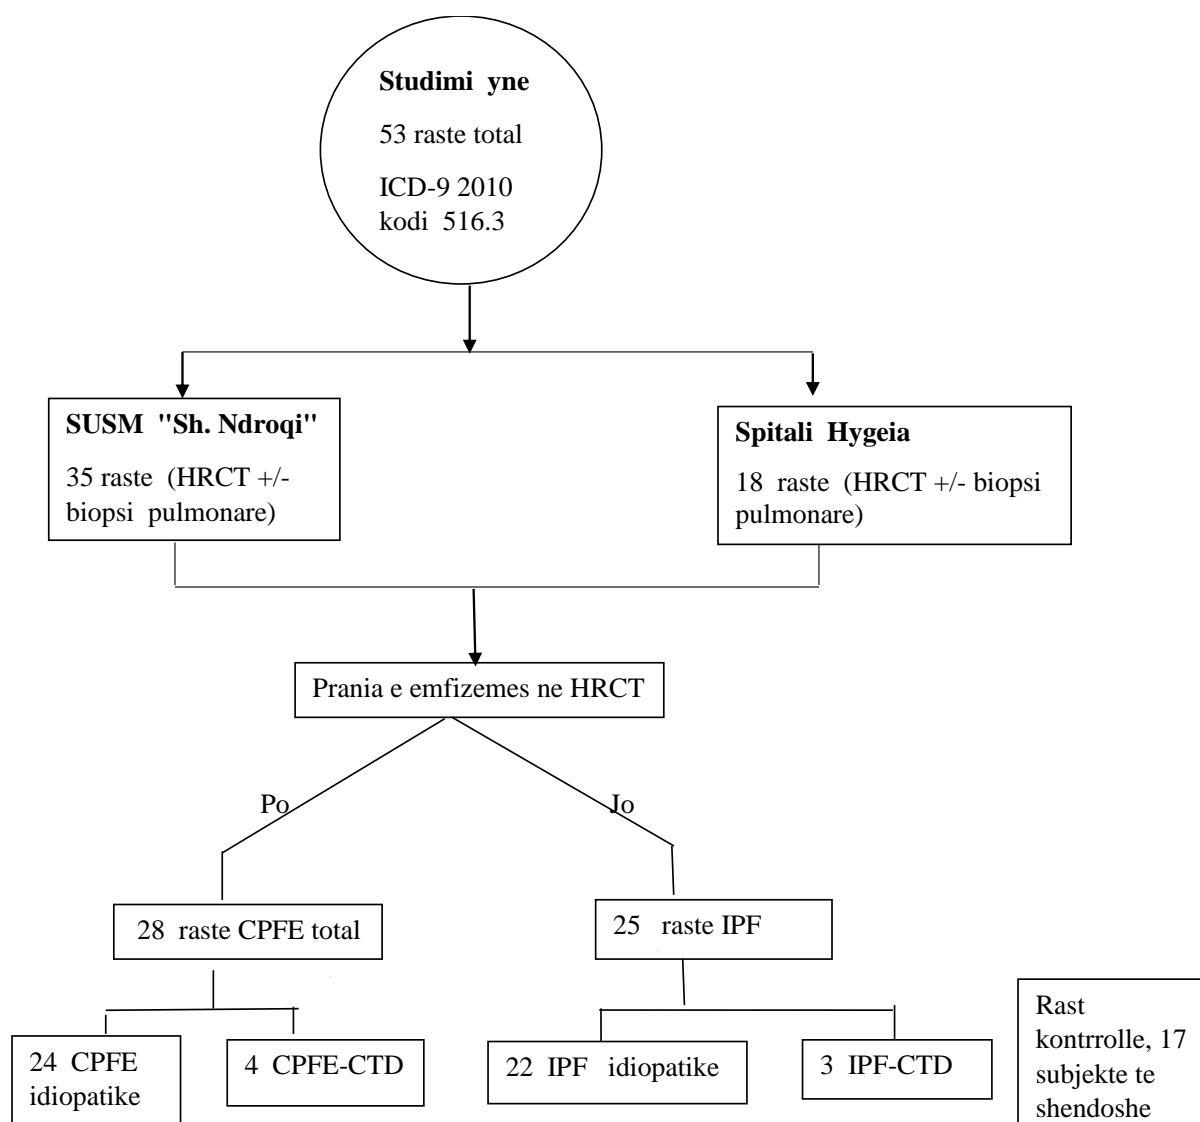 Studimi yne
53 raste total
ICD-9 2010
kodi 516.3
SUSM "Sh. Ndroqi"
35 raste (HRCT +/-
biopsi pulmonare)
Spitali Hygeia
18 raste (HRCT +/- biopsi
pulmonare)
Prania e emfizemes ne HRCT
Po
Jo
28 raste CPFE total
25 raste IPF
24 CPFE
idiopatike
4 CPFE-CTD
22 IPF idiopatike
3 IPF-CTD
Rast
kontrrolle, 17
subjekte te
shendoshe